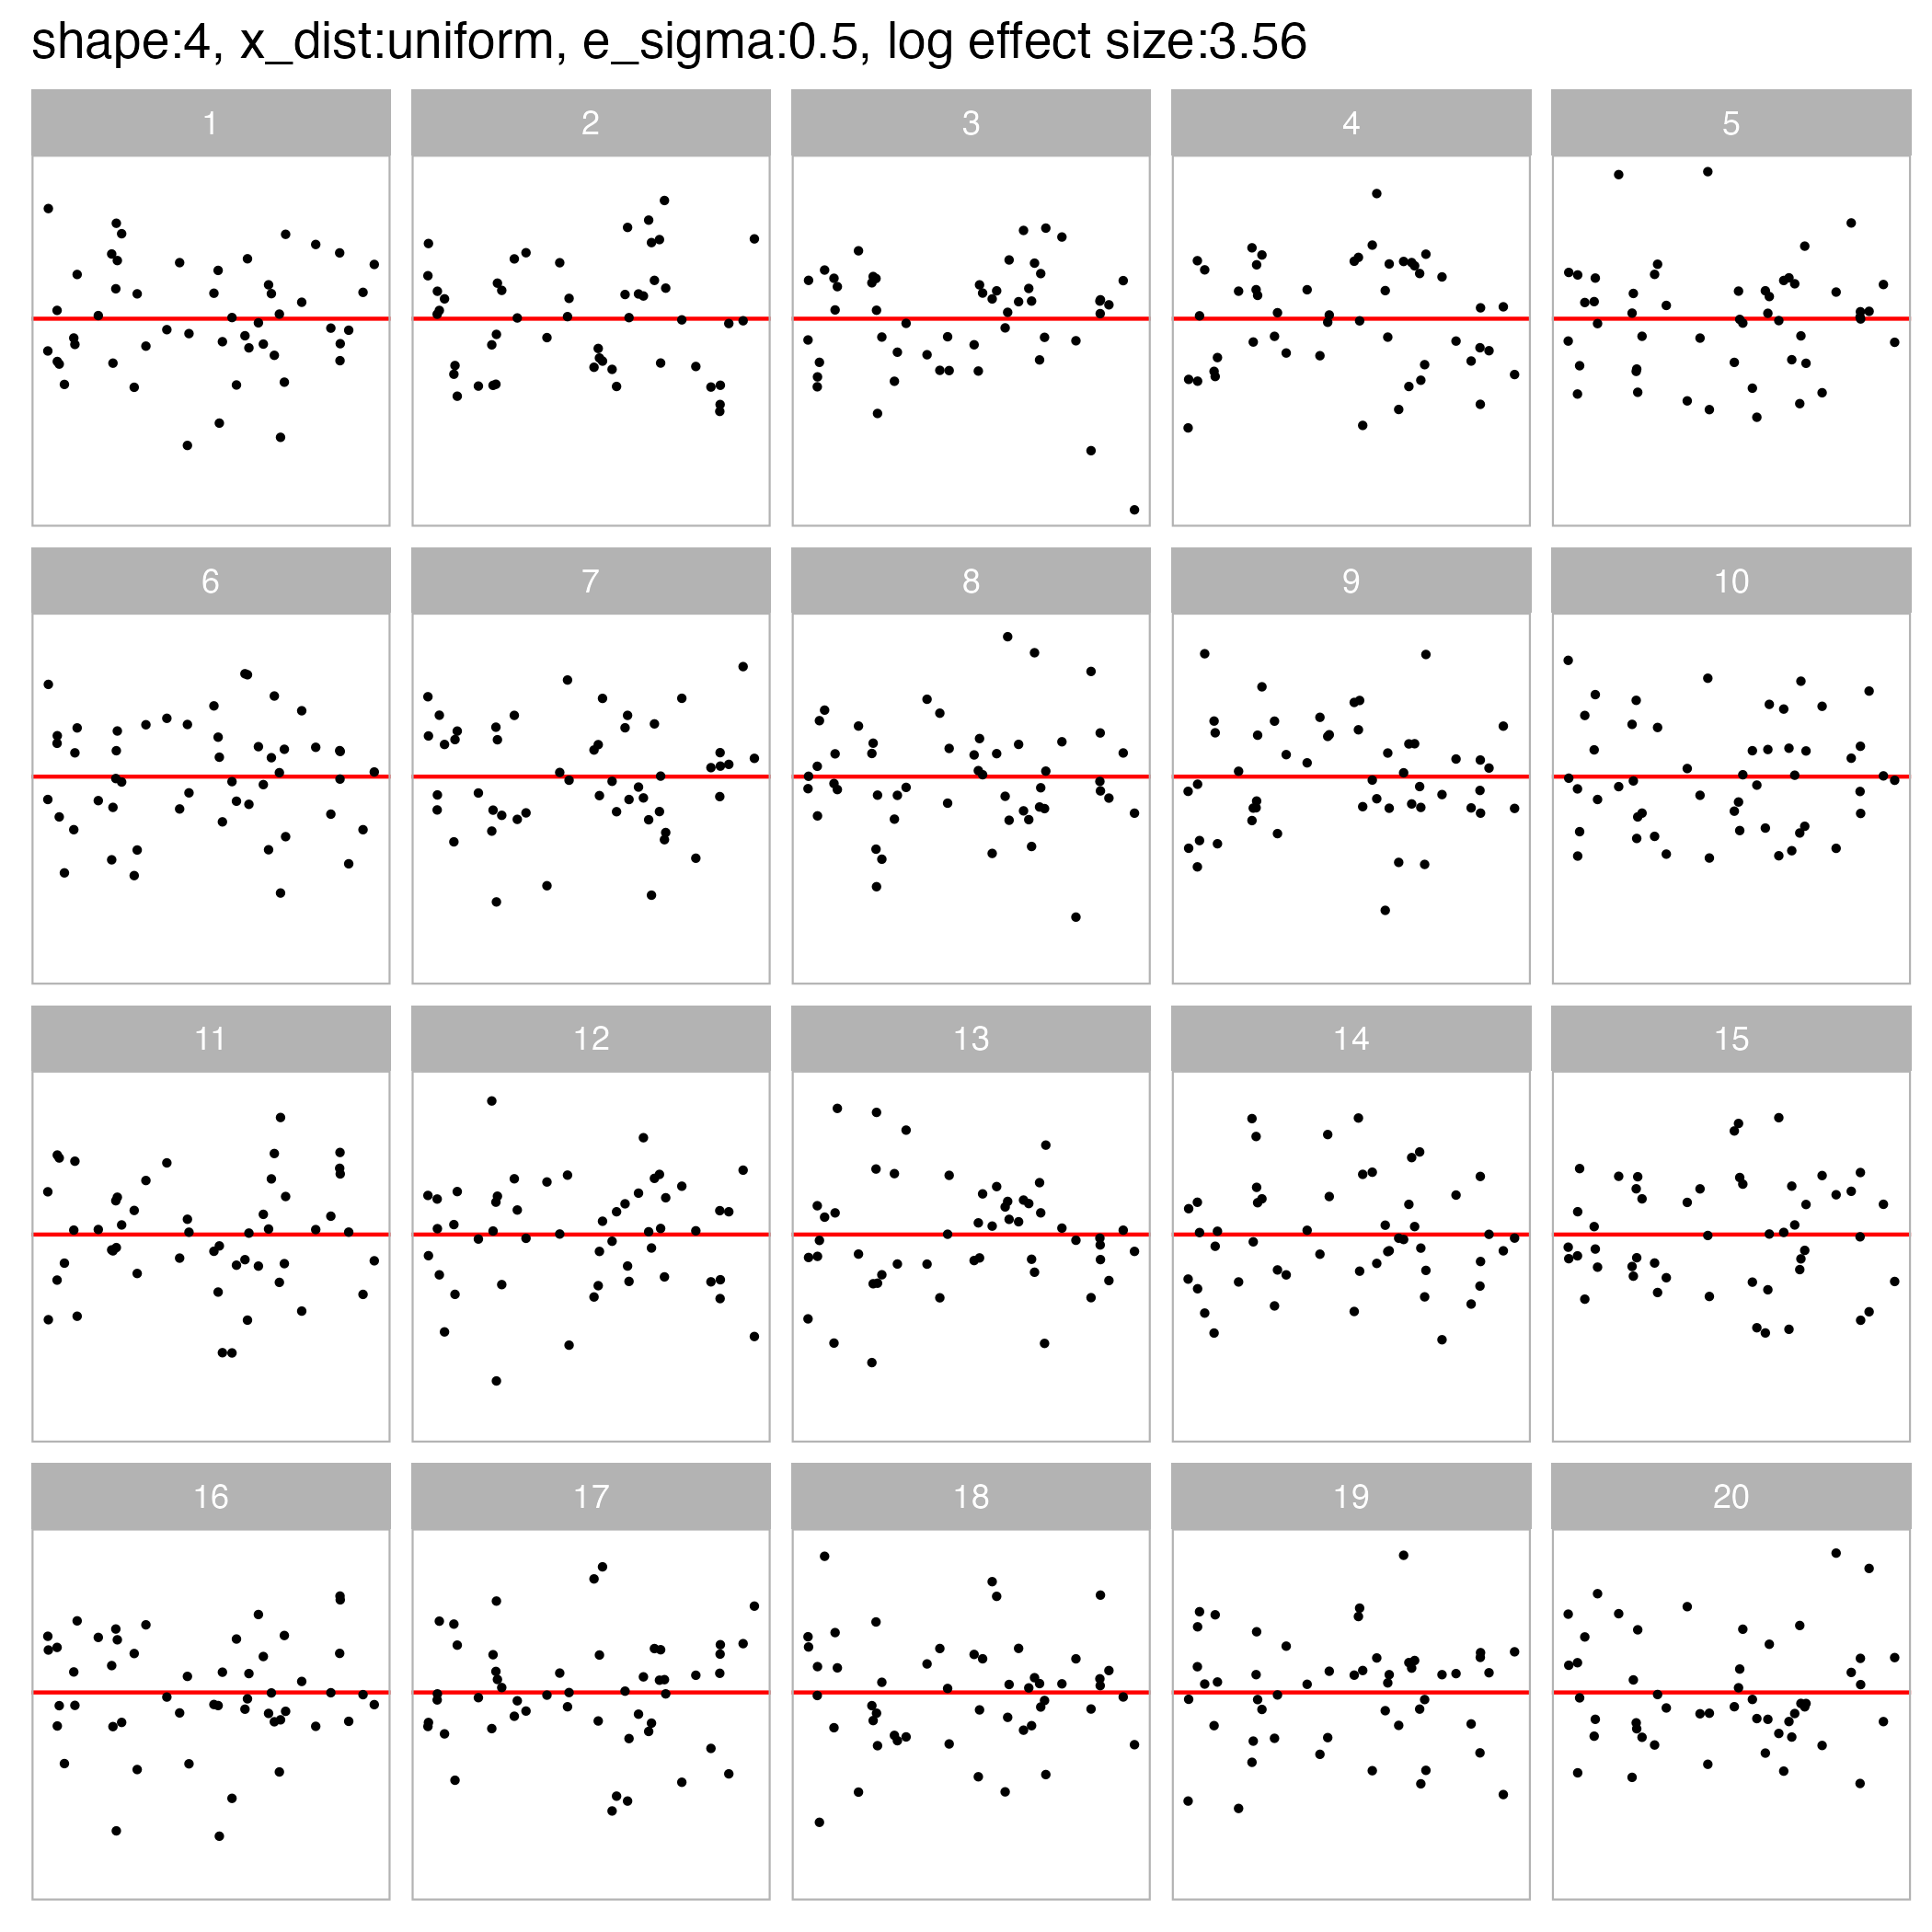 shape:4, x_dist:uniform, e_sigma:0.5, log effect size:3.56
1 2 3 4 5
6 7 8 9 10
11 12 13 14 15
16 17 18 19 20